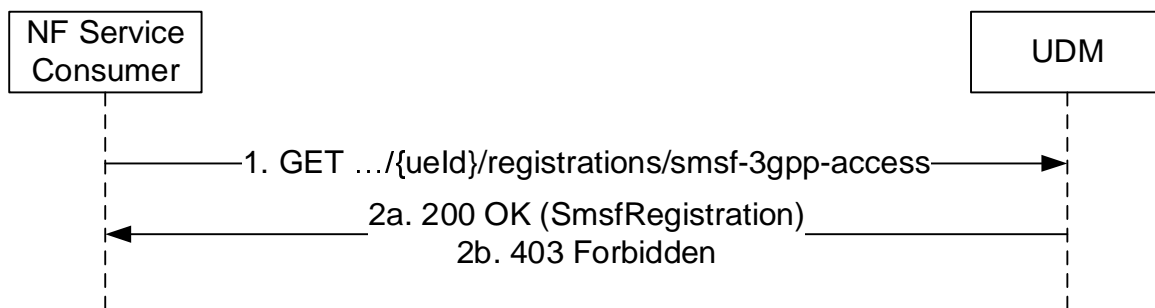 NF Service
Consumer
UDM
1. GET …/{ueId}/registrations/smsf-3gpp-access
2a. 200 OK (SmsfRegistration)
2b. 403 Forbidden